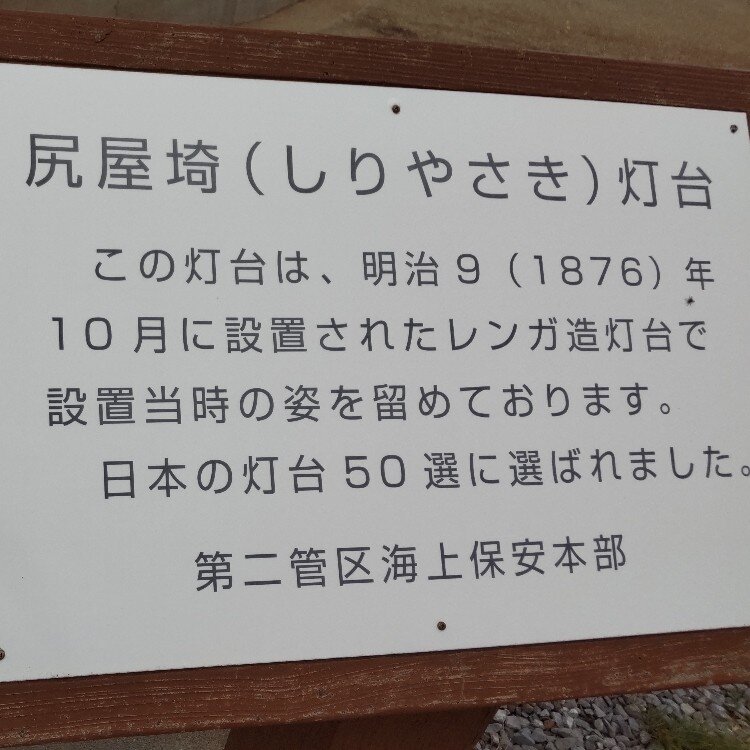 尻屋埼(しりやさき)灯台
この灯台は、明治9(1876)年
10月に設置されたレンガ造灯台で
設置当時の姿を留めております。
日本の灯台50選に選ばれました。
第二管区海上保安本部